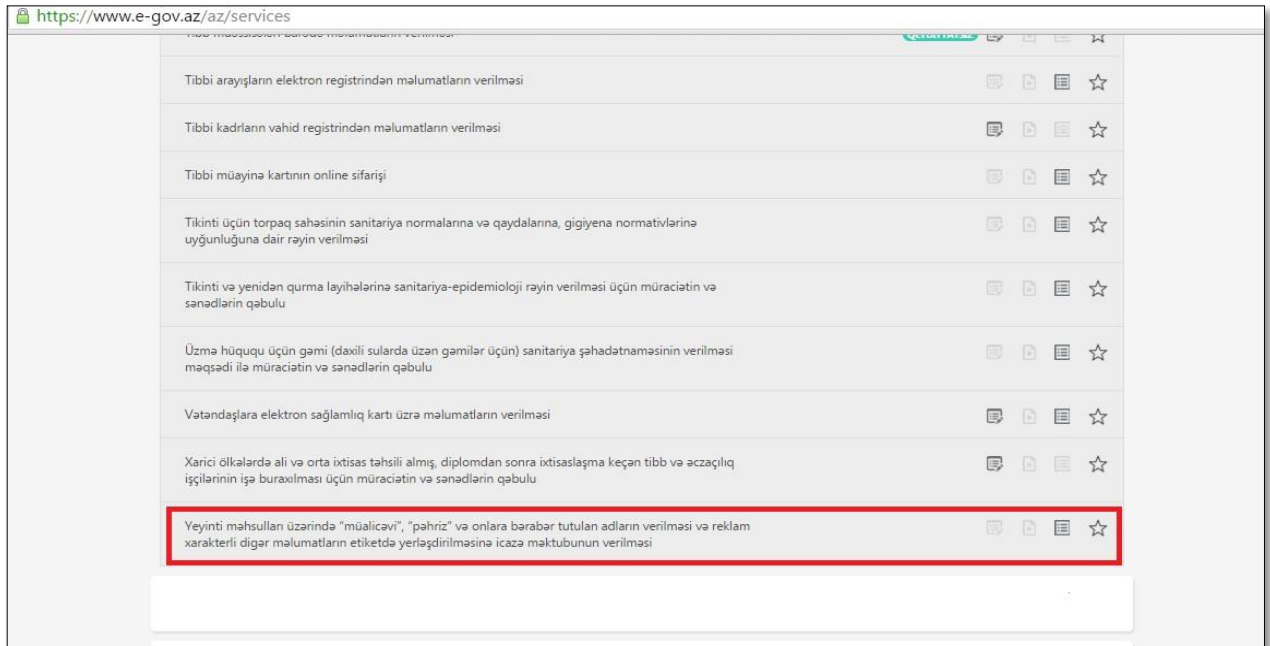 https://www.e-gov.az/az/services
Tibbi arayışların elektron registrindən məlumatların verilməsi
Tibbi kadrların vahid registrindən məlumatların verilməsi
Tibbi müayinə kartının online sifarişi
Tikinti üçün torpaq sahəsinin sanitariya normalarına və qaydalarına, gigiyena normativlərinə
uyğunluğuna dair rəyin verilməsi
Tikinti və yenidən qurma layihələrinə sanitariya-epidemioloji rəyin verilməsi üçün müraciətin və
sənədlərin qəbulu
Üzmə hüququ üçün gəmi (daxili sularda üzən gəmilər üçün) sanitariya şəhadətnaməsinin verilməsi
məqsədi ilə müraciətin və sənədlərin qəbulu
Vətəndaşlara elektron sağlamlıq kartı üzrə məlumatların verilməsi
Xarici ölkələrdə ali və orta ixtisas təhsili almış, diplomdan sonra ixtisaslaşma keçən tibb və əczaçılıq
işçilərinin işə buraxılması üçün müraciətin və sənədlərin qəbulu
Yeyinti məhsulları üzərində "müalicəvi", "pəhriz" və onlara bərabər tutulan adların verilməsi və reklam
xarakterli digər məlumatların etiketdə yerləşdirilməsinə icazə məktubunun verilməsi